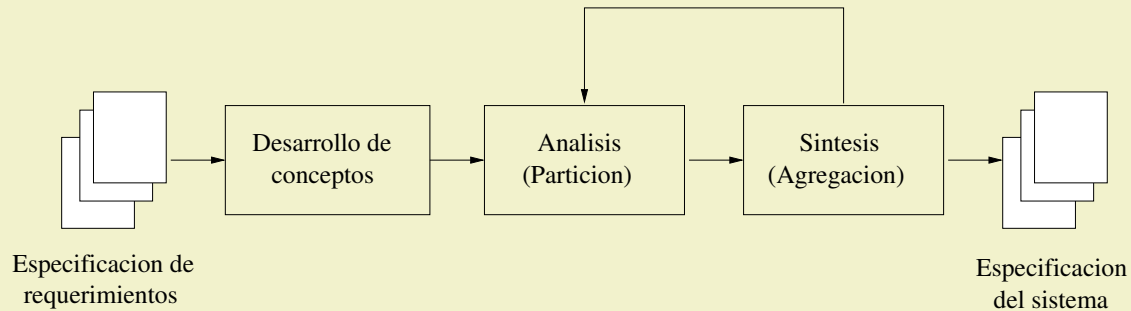 Especificacion de
requerimientos
Desarrollo de
conceptos
Analisis
(Particion)
Sintesis
(Agregacion)
Especificacion
del sistema